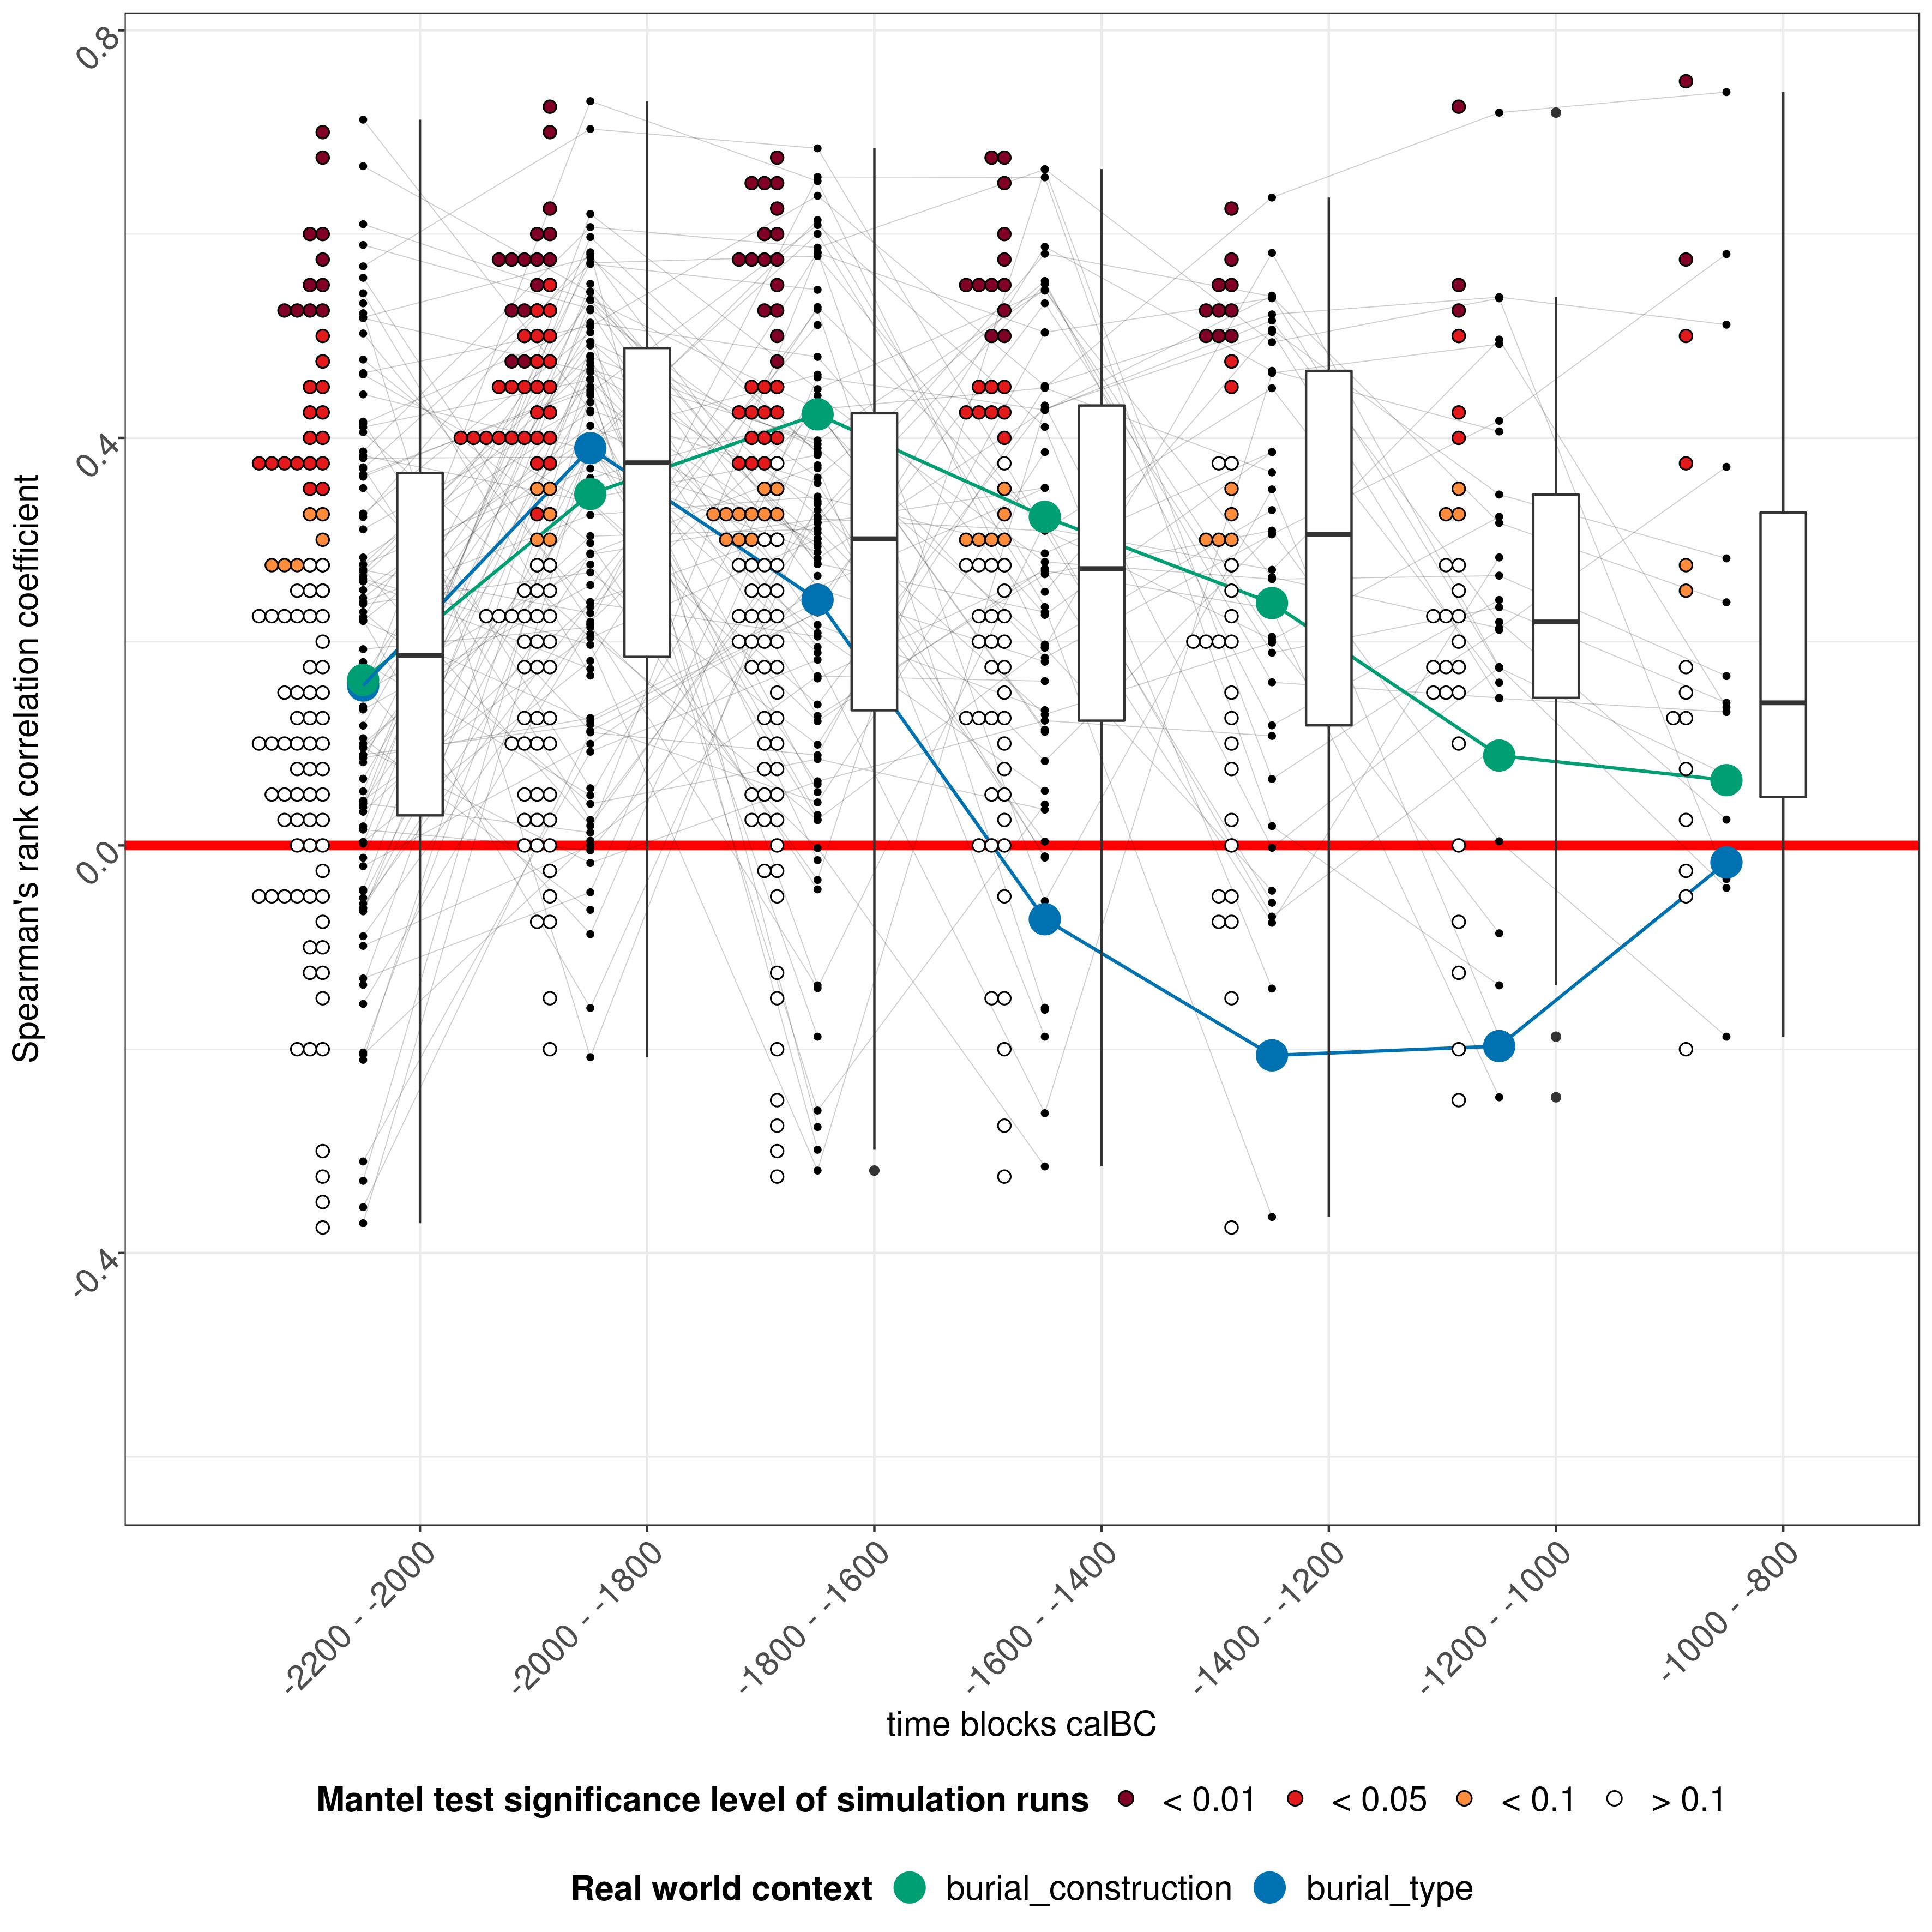 Spearman's rank correlation coefficient
0.8
0.4
0.0
-0.4
-2200 - -2000
-2000 - -1800
-1800 - -1600
-1600 - -1400
-1400 - -1200
-1200 - -1000
-1000 - -800
time blocks calBC
Mantel test significance level of simulation runs < 0.01 < 0.05 < 0.1 > 0.1
Real world context burial_construction burial_type